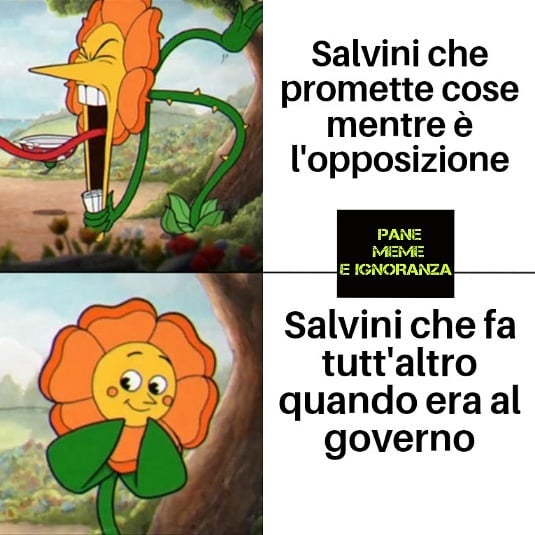 Salvini che
promette cose
mentre è
l'opposizione
PANE
MEME
E IGNORANZA
Salvini che fa
tutt'altro
quando era al
governo